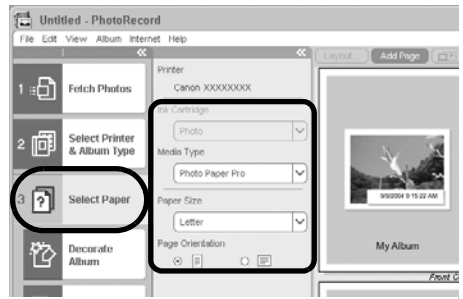 Untitled - PhotoRecord
File Edit View Album Internet Help
1
Fetch Photos
2
Select Printer
& Album Type
3
Select Paper
Decorate
Album
Printer
Canon XXXXXXXX
Ink Cartridge
Photo
Media Type
Photo Paper Pro
Paper Size
Letter
Page Orientation
Layout...
Add Page
9/9/2004 9:15:22 AM
My Album
Front C